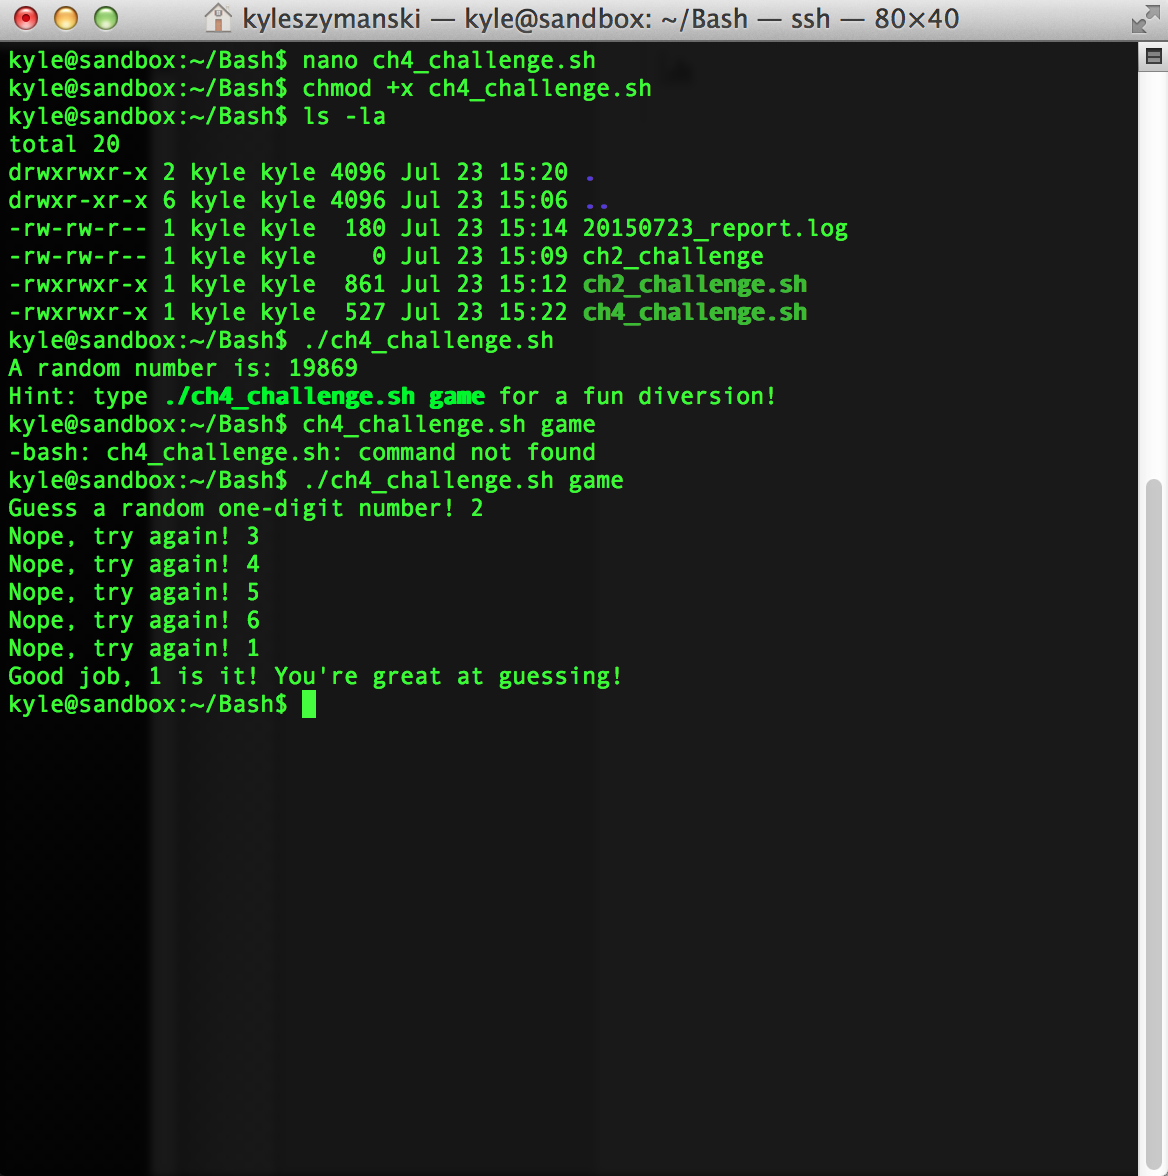 kyleszymanski — kyle@sandbox: ~/Bash — ssh — 80×40
kyle@sandbox:~/Bash$ nano ch4_challenge.sh
kyle@sandbox:~/Bash$ chmod +x ch4_challenge.sh
kyle@sandbox:~/Bash$ ls -la
total 20
drwxrwxr-x 2 kyle kyle 4096 Jul 23 15:20 .
drwxr-xr-x 6 kyle kyle 4096 Jul 23 15:06 ..
-rw-rw-r-- 1 kyle kyle  180 Jul 23 15:14 20150723_report.log
-rw-rw-r-- 1 kyle kyle    0 Jul 23 15:09 ch2_challenge
-rwxrwxr-x 1 kyle kyle  861 Jul 23 15:12 ch2_challenge.sh
-rwxrwxr-x 1 kyle kyle  527 Jul 23 15:22 ch4_challenge.sh
kyle@sandbox:~/Bash$ ./ch4_challenge.sh
A random number is: 19869
Hint: type ./ch4_challenge.sh game for a fun diversion!
kyle@sandbox:~/Bash$ ch4_challenge.sh game
-bash: ch4_challenge.sh: command not found
kyle@sandbox:~/Bash$ ./ch4_challenge.sh game
Guess a random one-digit number! 2
Nope, try again! 3
Nope, try again! 4
Nope, try again! 5
Nope, try again! 6
Nope, try again! 1
Good job, 1 is it! You're great at guessing!
kyle@sandbox:~/Bash$